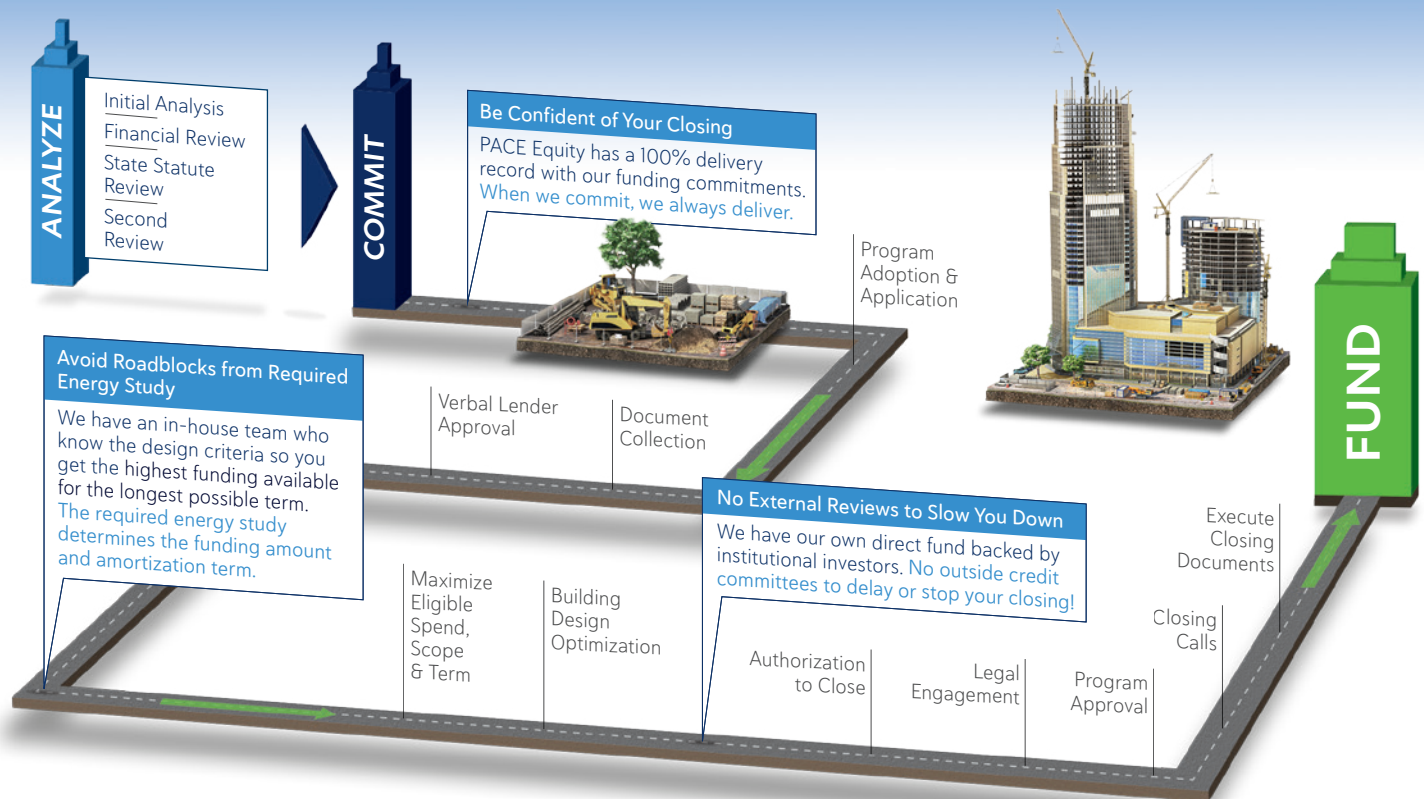 ANALYZE
Initial Analysis
Financial Review
State Statute
Review
Second
Review
COMMIT
Be Confident of Your Closing
PACE Equity has a 100% delivery
record with our funding commitments.
When we commit, we always deliver.
Program
Adoption &
Application
Document
Collection
Verbal Lender
Approval
Avoid Roadblocks from Required
Energy Study
We have an in-house team who
know the design criteria so you
get the highest funding available
for the longest possible term.
The required energy study
determines the funding amount
and amortization term.
Maximize
Eligible
Spend,
Scope
& Term
Building
Design
Optimization
No External Reviews to Slow You Down
We have our own direct fund backed by
institutional investors. No outside credit
committees to delay or stop your closing!
Authorization
to Close
Legal
Engagement
Program
Approval
Closing
Calls
Execute
Closing
Documents
FUND